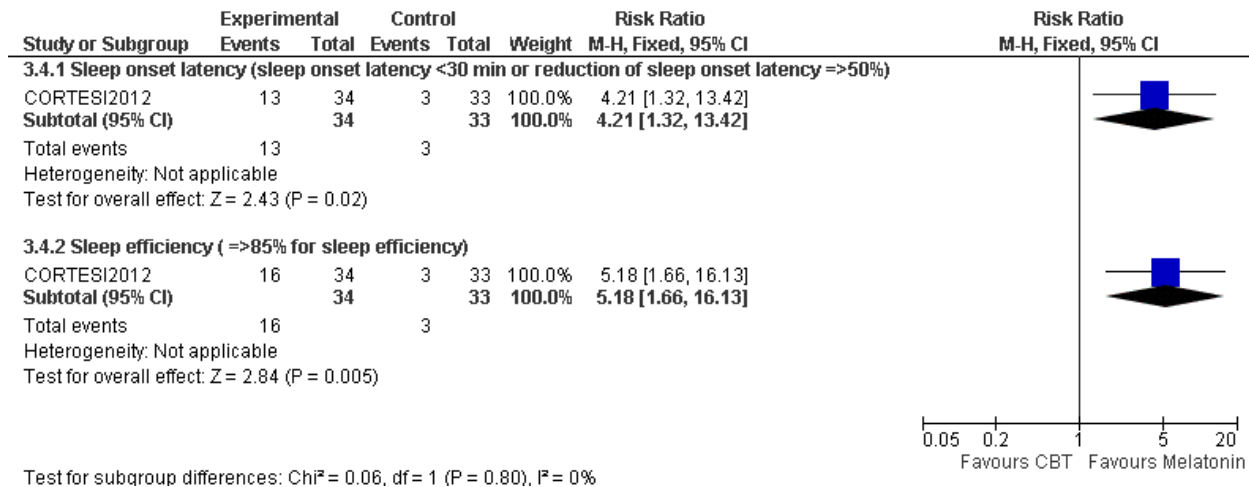 Experimental Control Risk Ratio Risk Ratio
Study or Subgroup Events Total Events Total Weight M-H, Fixed, 95% CI M-H, Fixed, 95% CI
3.4.1 Sleep onset latency (sleep onset latency <30 min or reduction of sleep onset latency =>50%)
CORTESI2012 13 34 3 33 100.0% 4.21 [1.32, 13.42]
Subtotal (95% CI) 34 33 100.0% 4.21 [1.32, 13.42]
Total events 13 3
Heterogeneity: Not applicable
Test for overall effect: Z = 2.43 (P = 0.02)
3.4.2 Sleep efficiency ( =>85% for sleep efficiency)
CORTESI2012 16 34 3 33 100.0% 5.18 [1.66, 16.13]
Subtotal (95% CI) 34 33 100.0% 5.18 [1.66, 16.13]
Total events 16 3
Heterogeneity: Not applicable
Test for overall effect: Z = 2.84 (P = 0.005)
0.05 0.2 1 5 20
Favours CBT Favours Melatonin
Test for subgroup differences: Chi² = 0.06, df = 1 (P = 0.80), I² = 0%